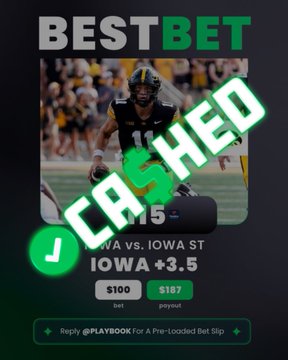 BESTBET
11
CA$HED
IOWA vs. IOWA ST
IOWA +3.5
$100 $187
bet payout
Reply @PLAYBOOK For A Pre-Loaded Bet Slip